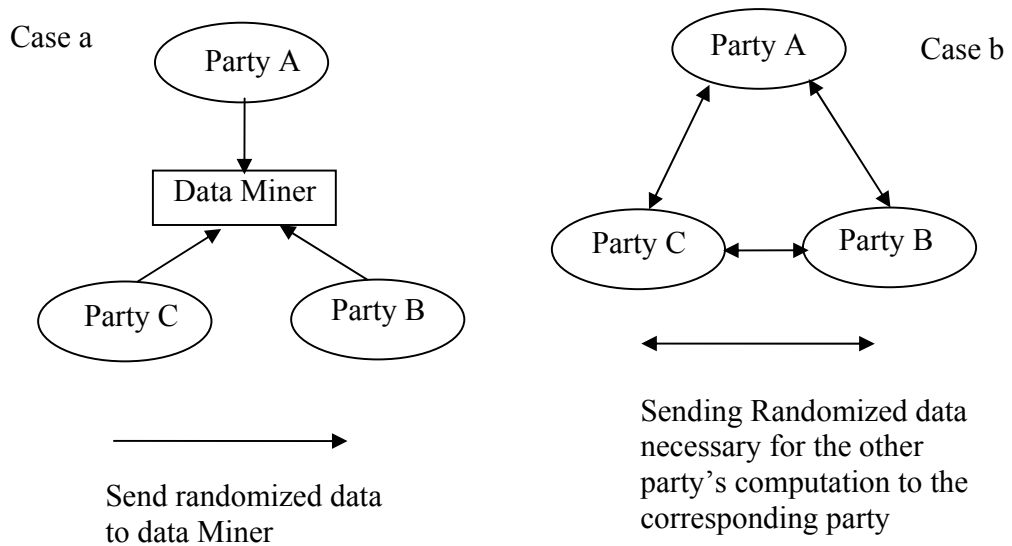 Case a
Party A
Data Miner
Party C
Party B
Send randomized data
to data Miner
Case b
Party A
Party C
Party B
Sending Randomized data
necessary for the other
party's computation to the
corresponding party